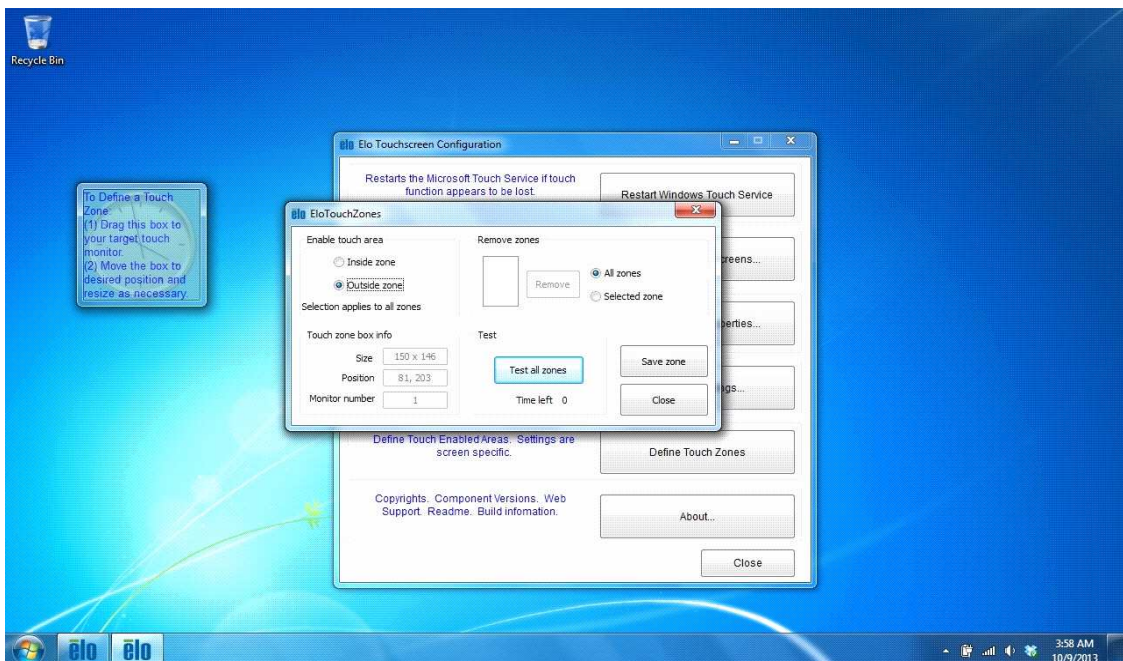 Recycle Bin
To Define a Touch
Zone:
(1) Drag this box to
your target touch
monitor.
(2) Move the box to
desired position and
resize as necessary.
elo Elo Touchscreen Configuration
Restarts the Microsoft Touch Service if touch
function appears to be lost.
Restart Windows Touch Service
elo EloTouchZones
Enable touch area
Inside zone
Outside zone
Selection applies to all zones
Remove zones
Remove
All zones
Selected zone
Touch zone box info
Size 150 x 146
Position 81, 203
Monitor number 1
Test
Test all zones
Time left 0
Save zone
Close
reens...
perties...
ags...
Define Touch Enabled Areas. Settings are
screen specific.
Define Touch Zones
Copyrights. Component Versions. Web
Support. Readme. Build infomation.
About...
Close
ēlo ēlo
3:58 AM
10/9/2013